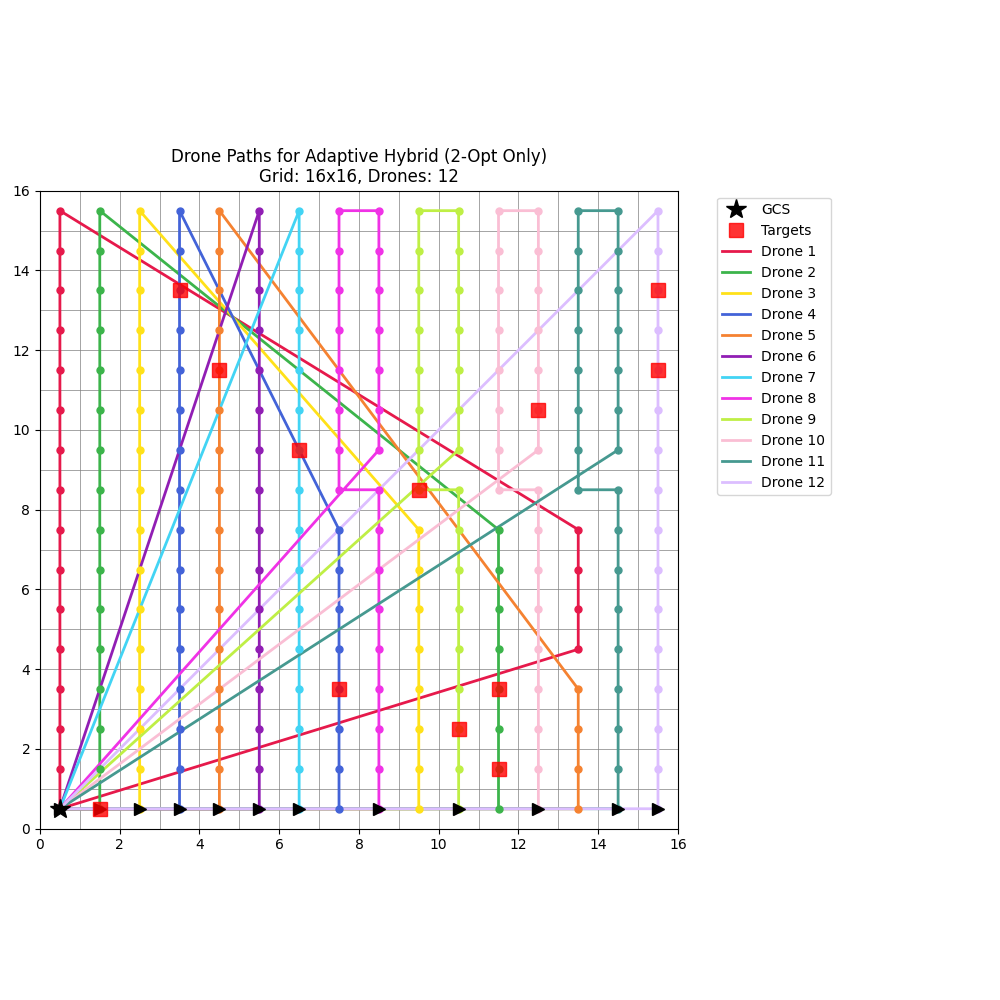 Drone Paths for Adaptive Hybrid (2-Opt Only)
Grid: 16x16, Drones: 12
16
14
12
10
8
6
4
2
0
0 2 4 6 8 10 12 14 16
GCS
Targets
Drone 1
Drone 2
Drone 3
Drone 4
Drone 5
Drone 6
Drone 7
Drone 8
Drone 9
Drone 10
Drone 11
Drone 12